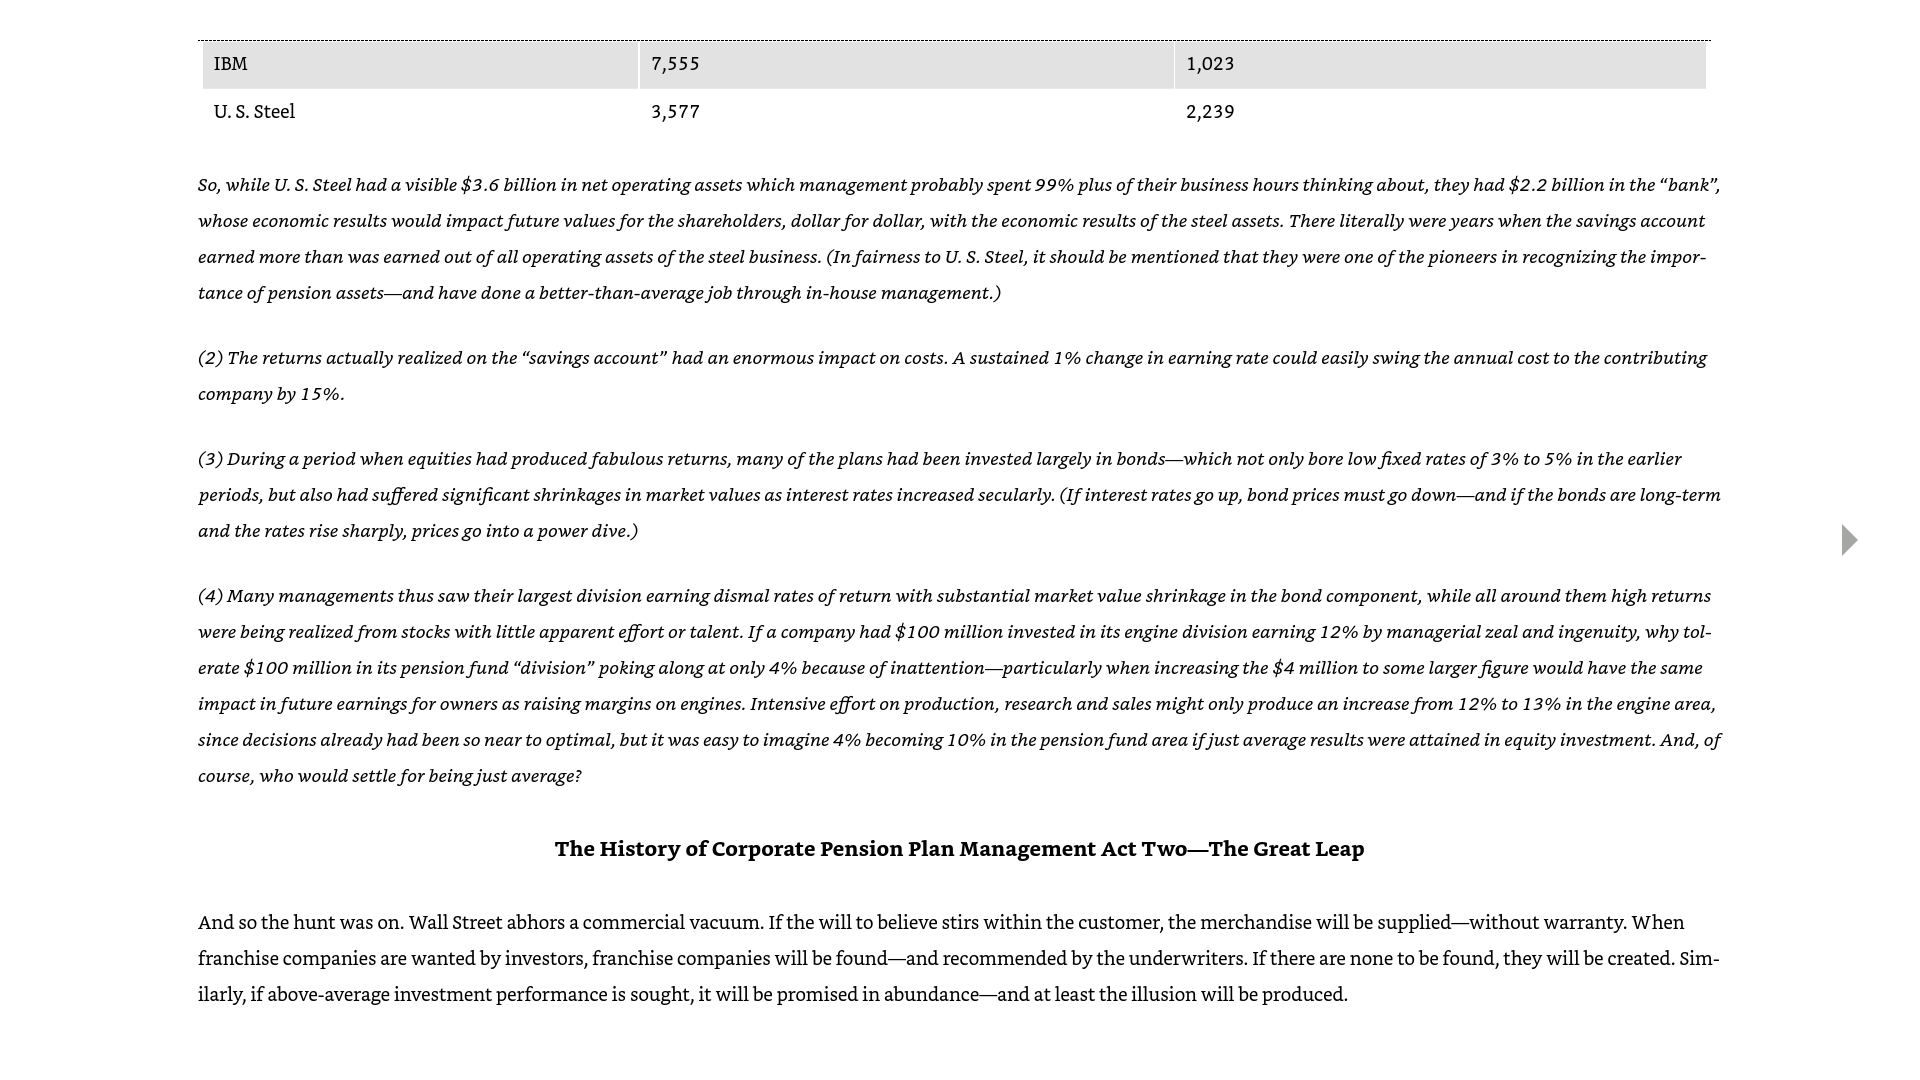 IBM 7,555 1,023
U. S. Steel 3,577 2,239
So, while U. S. Steel had a visible $3.6 billion in net operating assets which management probably spent 99% plus of their business hours thinking about, they had $2.2 billion in the “bank”,
whose economic results would impact future values for the shareholders, dollar for dollar, with the economic results of the steel assets. There literally were years when the savings account
earned more than was earned out of all operating assets of the steel business. (In fairness to U. S. Steel, it should be mentioned that they were one of the pioneers in recognizing the impor-
tance of pension assets—and have done a better-than-average job through in-house management.)
(2) The returns actually realized on the “savings account” had an enormous impact on costs. A sustained 1% change in earning rate could easily swing the annual cost to the contributing
company by 15%.
(3) During a period when equities had produced fabulous returns, many of the plans had been invested largely in bonds—which not only bore low fixed rates of 3% to 5% in the earlier
periods, but also had suffered significant shrinkages in market values as interest rates increased secularly. (If interest rates go up, bond prices must go down—and if the bonds are long-term
and the rates rise sharply, prices go into a power dive.)
(4) Many managements thus saw their largest division earning dismal rates of return with substantial market value shrinkage in the bond component, while all around them high returns
were being realized from stocks with little apparent effort or talent. If a company had $100 million invested in its engine division earning 12% by managerial zeal and ingenuity, why tol-
erate $100 million in its pension fund “division” poking along at only 4% because of inattention—particularly when increasing the $4 million to some larger figure would have the same
impact in future earnings for owners as raising margins on engines. Intensive effort on production, research and sales might only produce an increase from 12% to 13% in the engine area,
since decisions already had been so near to optimal, but it was easy to imagine 4% becoming 10% in the pension fund area if just average results were attained in equity investment. And, of
course, who would settle for being just average?
The History of Corporate Pension Plan Management Act Two—The Great Leap
And so the hunt was on. Wall Street abhors a commercial vacuum. If the will to believe stirs within the customer, the merchandise will be supplied—without warranty. When
franchise companies are wanted by investors, franchise companies will be found—and recommended by the underwriters. If there are none to be found, they will be created. Sim-
ilarly, if above-average investment performance is sought, it will be promised in abundance—and at least the illusion will be produced.